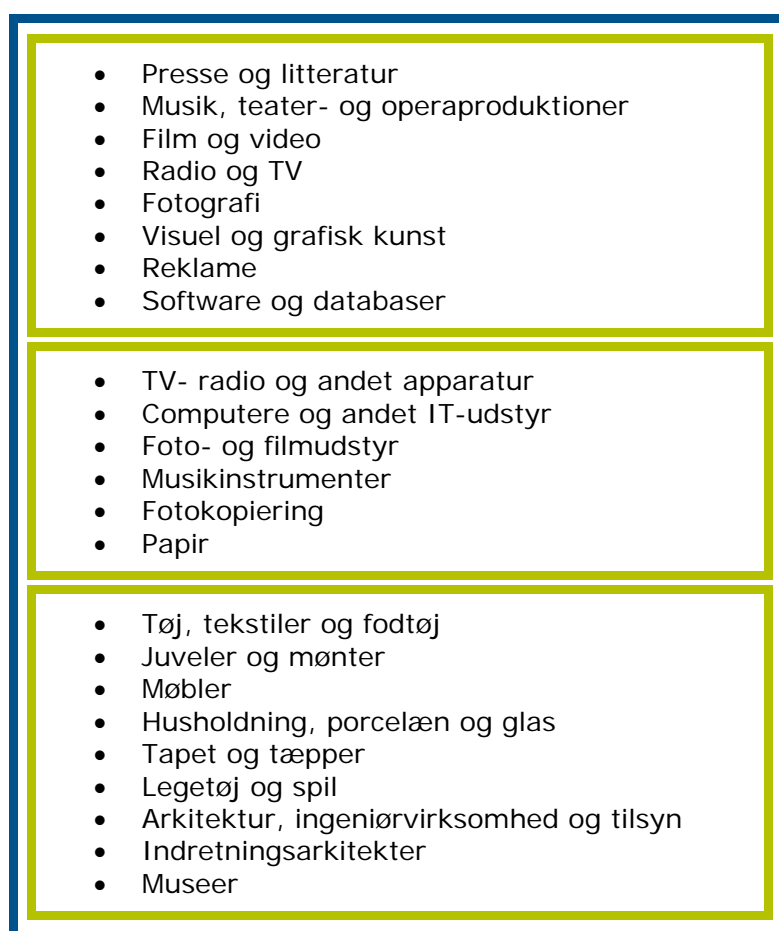 • Presse og litteratur
• Musik, teater- og operaproduktioner
• Film og video
• Radio og TV
• Fotografi
• Visuel og grafisk kunst
• Reklame
• Software og databaser
• TV- radio og andet apparatur
• Computere og andet IT-udstyr
• Foto- og filmudstyr
• Musikinstrumenter
• Fotokopiering
• Papir
• Tøj, tekstiler og fodtøj
• Juveler og mønter
• Møbler
• Husholdning, porcelæn og glas
• Tapet og tæpper
• Legetøj og spil
• Arkitektur, ingeniørvirksomhed og tilsyn
• Indretningsarkitekter
• Museer